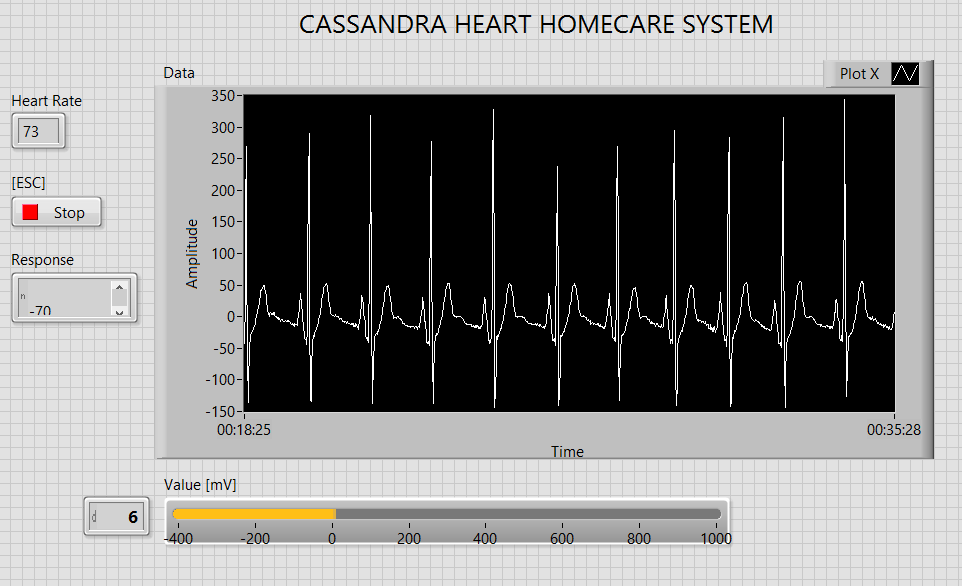 CASSANDRA HEART HOMECARE SYSTEM
Data
Plot X
Heart Rate
73
[ESC]
Stop
Response
n
-70
Amplitude
350
300
250
200
150
100
50
0
-50
-100
-150
00:18:25
00:35:28
Time
Value [mV]
d
6
-400 -200 0 200 400 600 800 1000